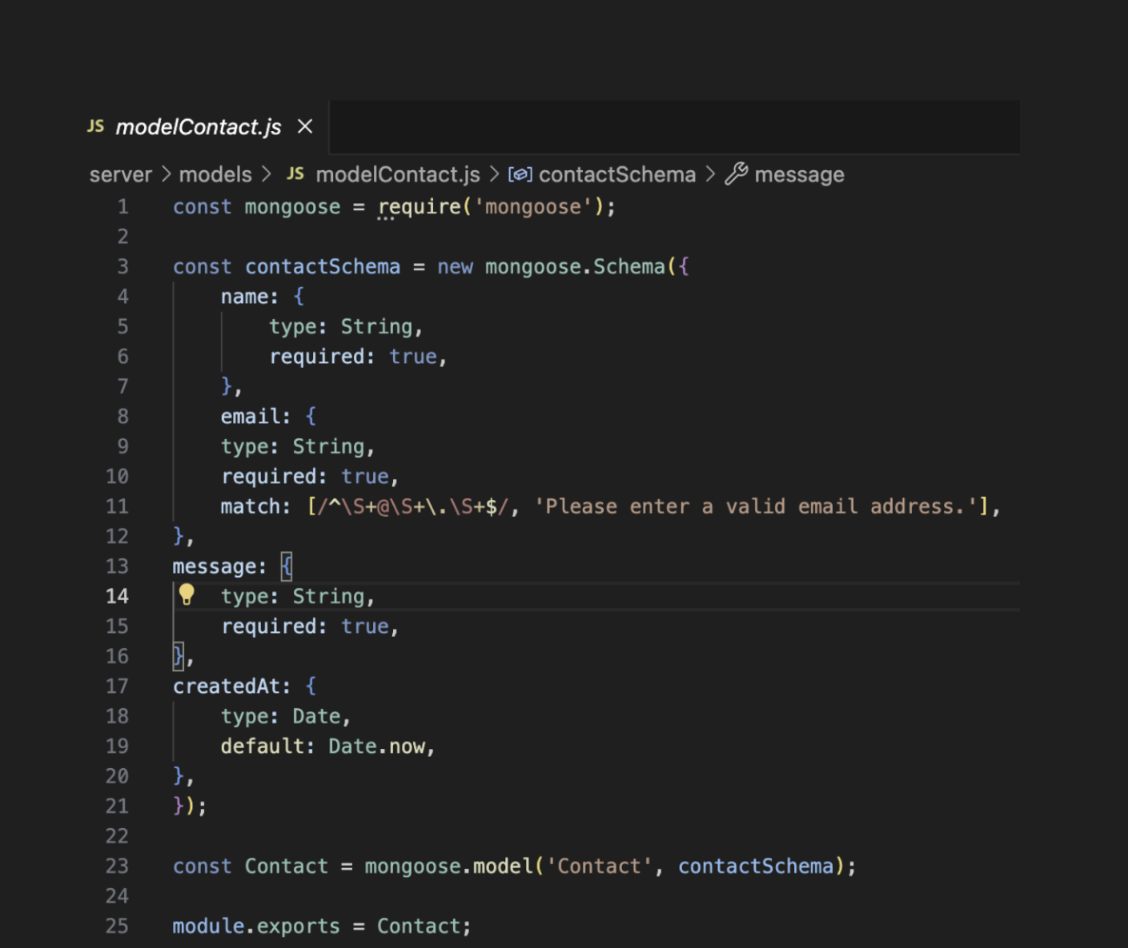 JS modelContact.js ×
server > models > JS modelContact.js > contactSchema > message
1 const mongoose = require('mongoose');
2
3 const contactSchema = new mongoose.Schema({
4     name: {
5         type: String,
6         required: true,
7     },
8     email: {
9     type: String,
10     required: true,
11     match: [/^\S+@\S+\.\S+$/, 'Please enter a valid email address.'],
12 },
13 message: {
14     type: String,
15     required: true,
16 },
17 createdAt: {
18     type: Date,
19     default: Date.now,
20 },
21 });
22
23 const Contact = mongoose.model('Contact', contactSchema);
24
25 module.exports = Contact;